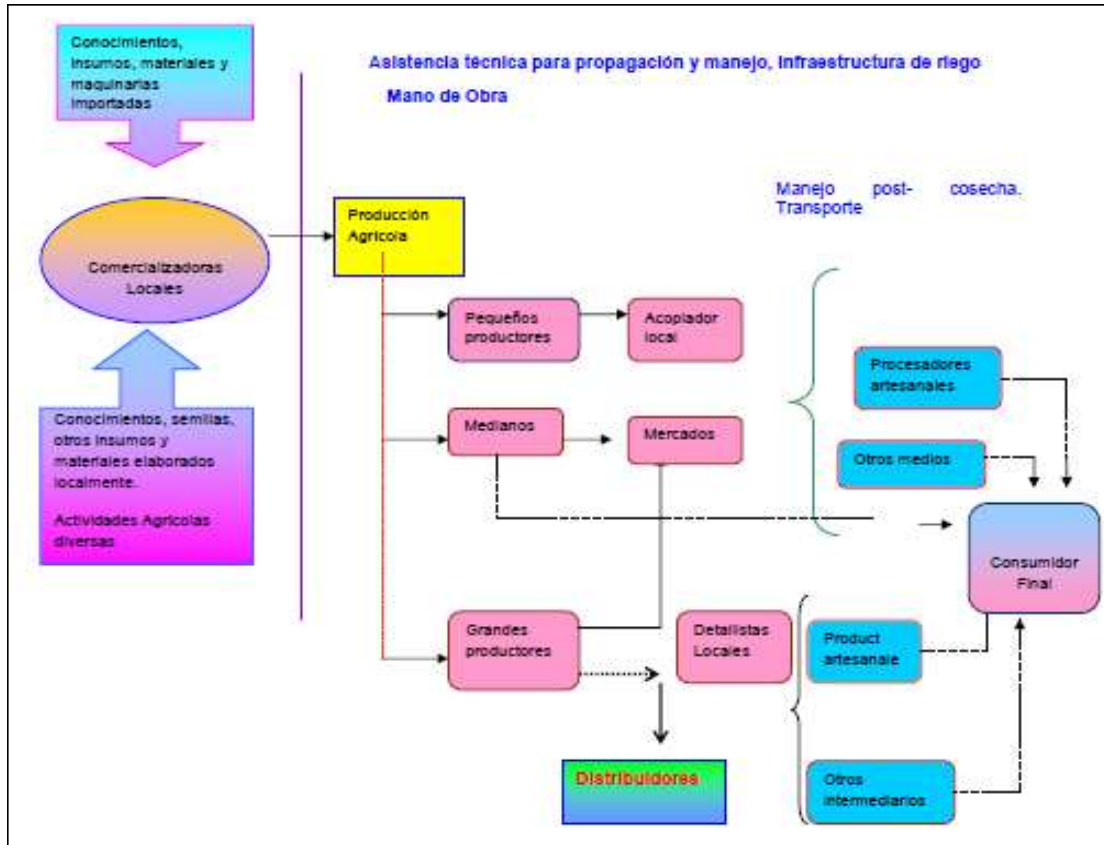 Conocimientos,
insumos, materiales y
maquinarias
importadas
Asistencia técnica para propagación y manejo, infraestructura de riego
Mano de Obra
Manejo post- cosecha.
Transporte
Producción
Agrícola
Comercializadoras
Locales
Pequeños
productores
Acopiador
local
Procesadores
artesanales
Conocimientos, semillas,
otros insumos y
materiales elaborados
localmente.
Actividades Agrícolas
diversas
Medianos
Mercados
Otros medios
Consumidor
Final
Grandes
productores
Detallistas
Locales
Product
artesanale
Distribuidores
Otros
intermediarios